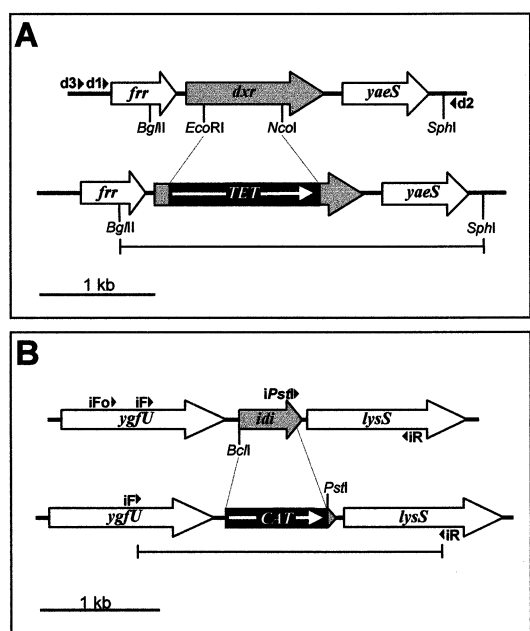 A
d3 d1 frr dxr yaeS d2
BglII EcoRI NcoI SphI
frr TET yaeS
BglII SphI
1 kb
B
iFo iF iPstI
ygfU idi lysS
BclI iR
PstI
iF
ygfU CAT lysS
iR
1 kb